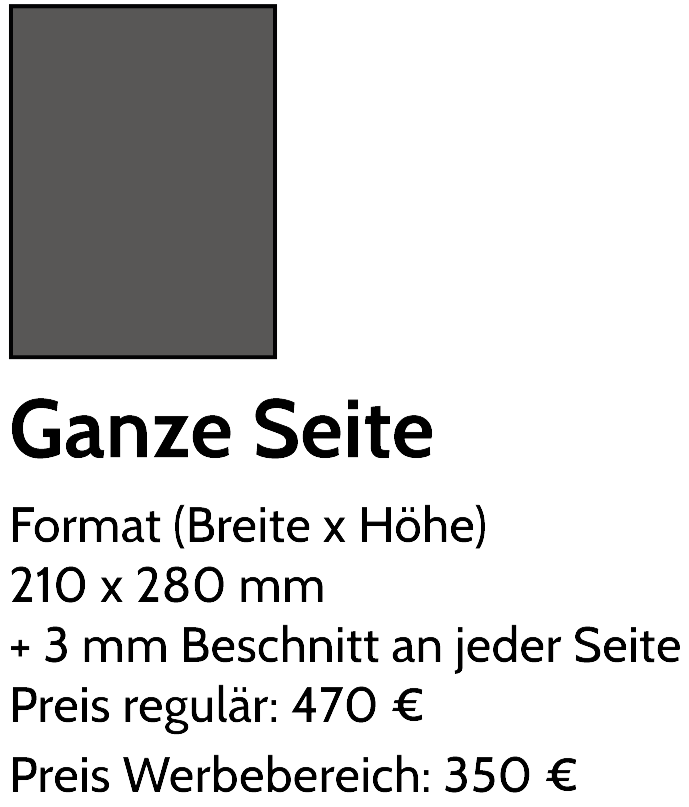 Ganze Seite
Format (Breite x Höhe)
210 x 280 mm
+ 3 mm Beschnitt an jeder Seite
Preis regulär: 470 €
Preis Werbebereich: 350 €